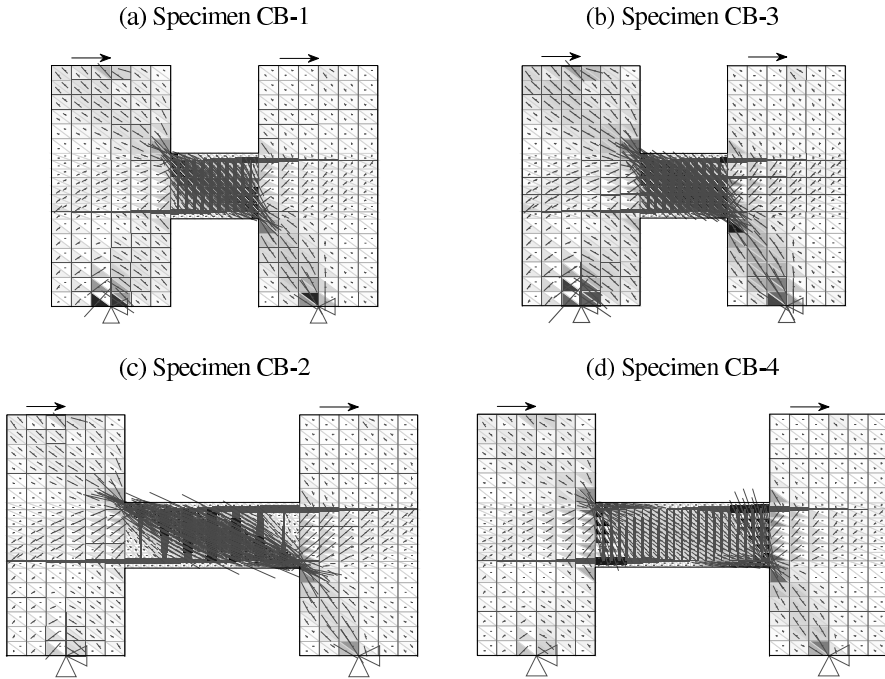 (a) Specimen CB-1
(b) Specimen CB-3
(c) Specimen CB-2
(d) Specimen CB-4